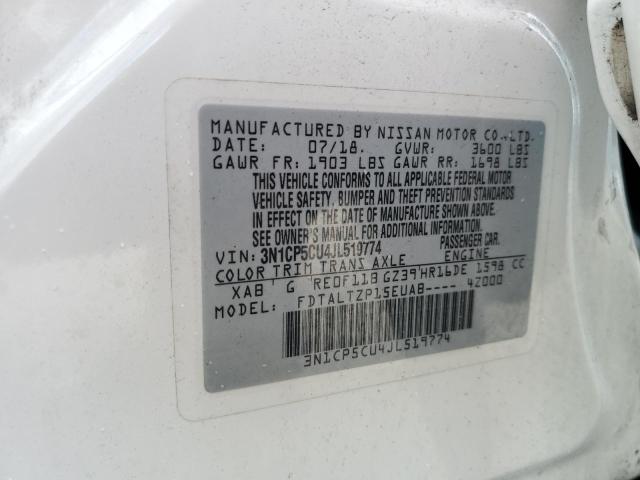 MANUFACTURED BY NISSAN MOTOR CO., LTD.
DATE: 07/18. GVWR: 3600 LBS
GAWR FR: 1903 LBS GAWR RR: 1698 LBS
THIS VEHICLE CONFORMS TO ALL APPLICABLE FEDERAL MOTOR
VEHICLE SAFETY, BUMPER AND THEFT PREVENTION STANDARDS
IN EFFECT ON THE DATE OF MANUFACTURE SHOWN ABOVE.
SEE OWNER'S MANUAL FOR ADDITIONAL INFORMATION.
VIN: 3N1CP5CU4JL519774 PASSENGER CAR
COLOR TRIM TRANS AXLE ENGINE
XAB G RE0F11B GZ39 HR16DE 1598 CC
MODEL: FDTALTZP15EUAB---- 4Z000
3N1CP5CU4JL519774